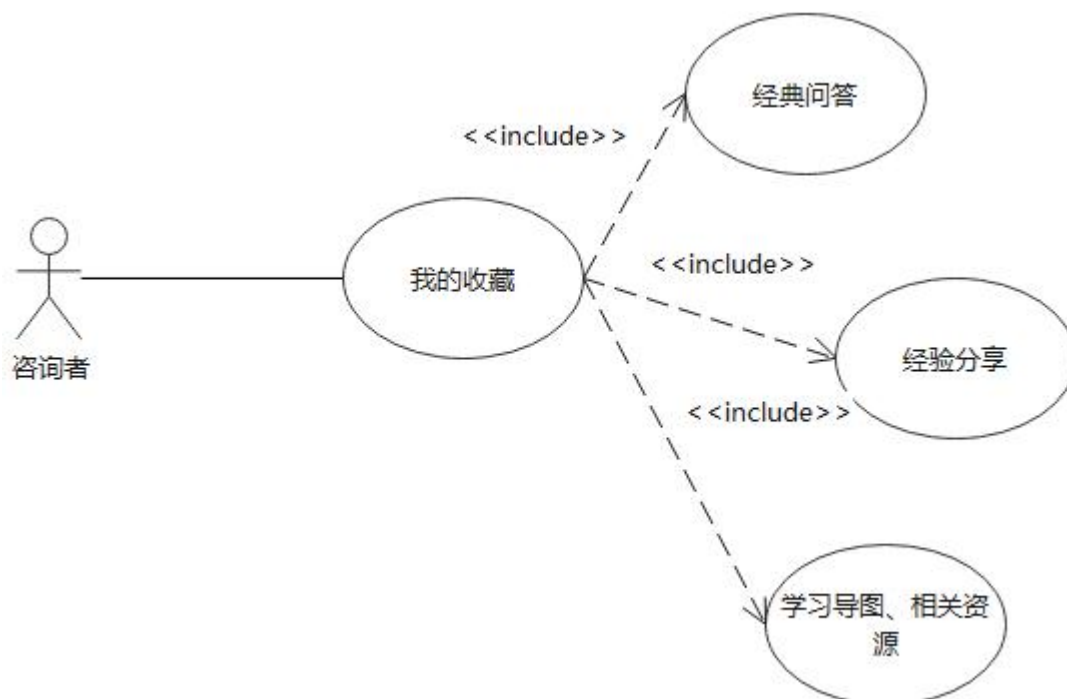 经典问答
<<include>>
<<include>>
我的收藏
咨询者
经验分享
<<include>>
学习导图、相关资
源